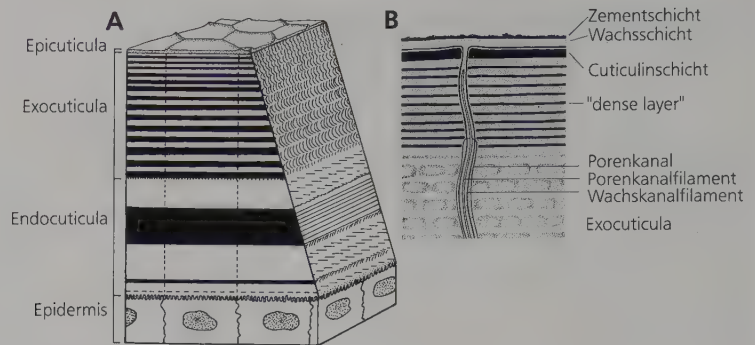 A
Epicuticula
Exocuticula
Endocuticula
Epidermis
B
Zementschicht
Wachsschicht
Cuticulinschicht
"dense layer"
Porenkanal
Porenkanalfilament
Wachskanalfilament
Exocuticula